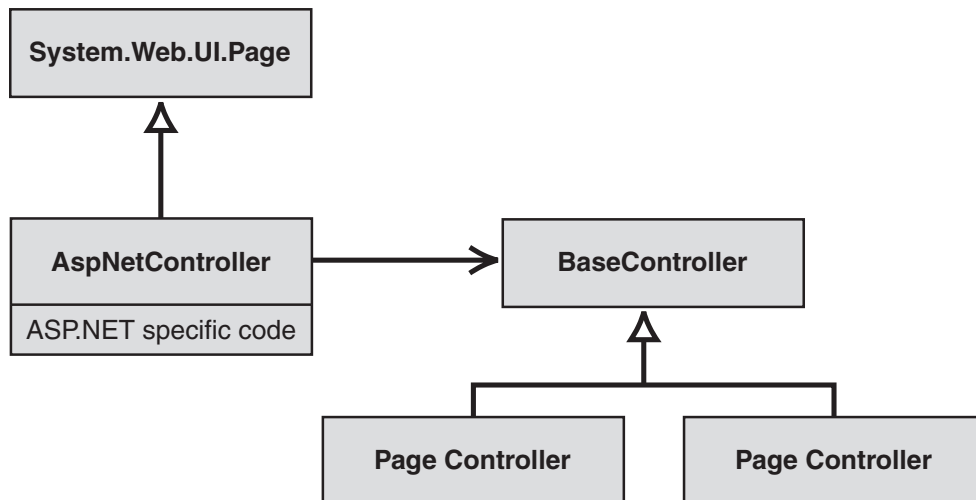 System.Web.UI.Page
AspNetController
BaseController
ASP.NET specific code
Page Controller
Page Controller